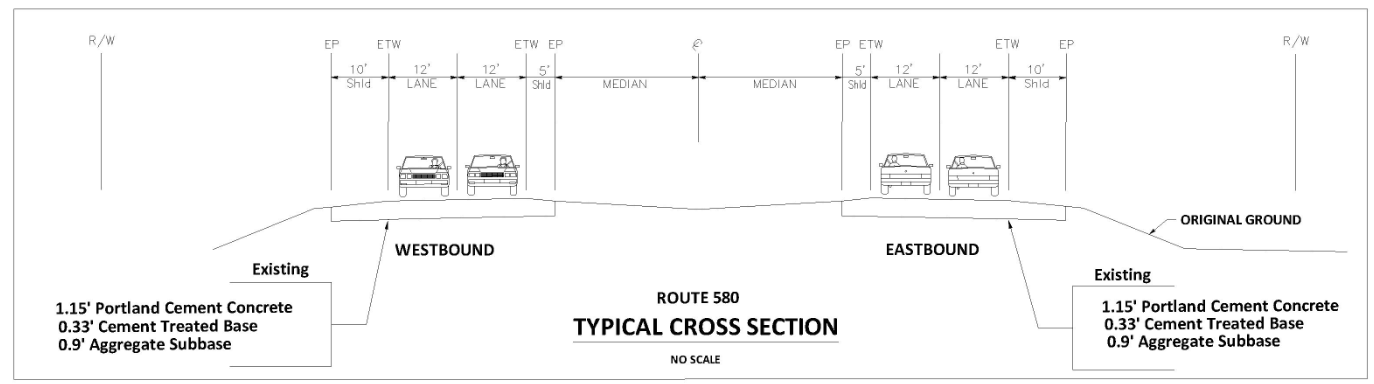 R/W
EP ETW ETW EP ℄ EP ETW ETW EP
R/W
10' 12' 12' 5' 5' 12' 12' 10'
Shld LANE LANE Shld MEDIAN MEDIAN Shld LANE LANE Shld
ORIGINAL GROUND
WESTBOUND
EASTBOUND
Existing
1.15' Portland Cement Concrete
0.33' Cement Treated Base
0.9' Aggregate Subbase
Existing
1.15' Portland Cement Concrete
0.33' Cement Treated Base
0.9' Aggregate Subbase
ROUTE 580
TYPICAL CROSS SECTION
NO SCALE